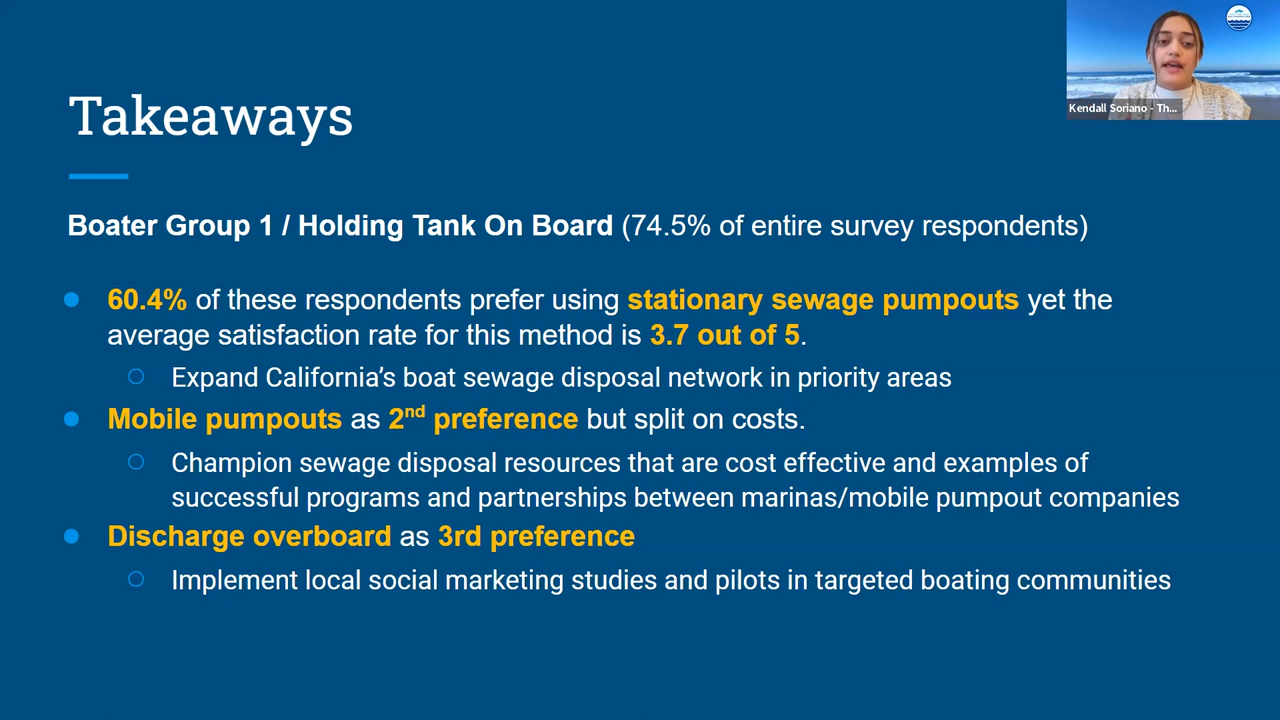 Takeaways
Kendall Soriano - Th...
Boater Group 1 / Holding Tank On Board (74.5% of entire survey respondents)
60.4% of these respondents prefer using stationary sewage pumpouts yet the
average satisfaction rate for this method is 3.7 out of 5.
Expand California’s boat sewage disposal network in priority areas
Mobile pumpouts as 2nd preference but split on costs.
Champion sewage disposal resources that are cost effective and examples of
successful programs and partnerships between marinas/mobile pumpout companies
Discharge overboard as 3rd preference
Implement local social marketing studies and pilots in targeted boating communities